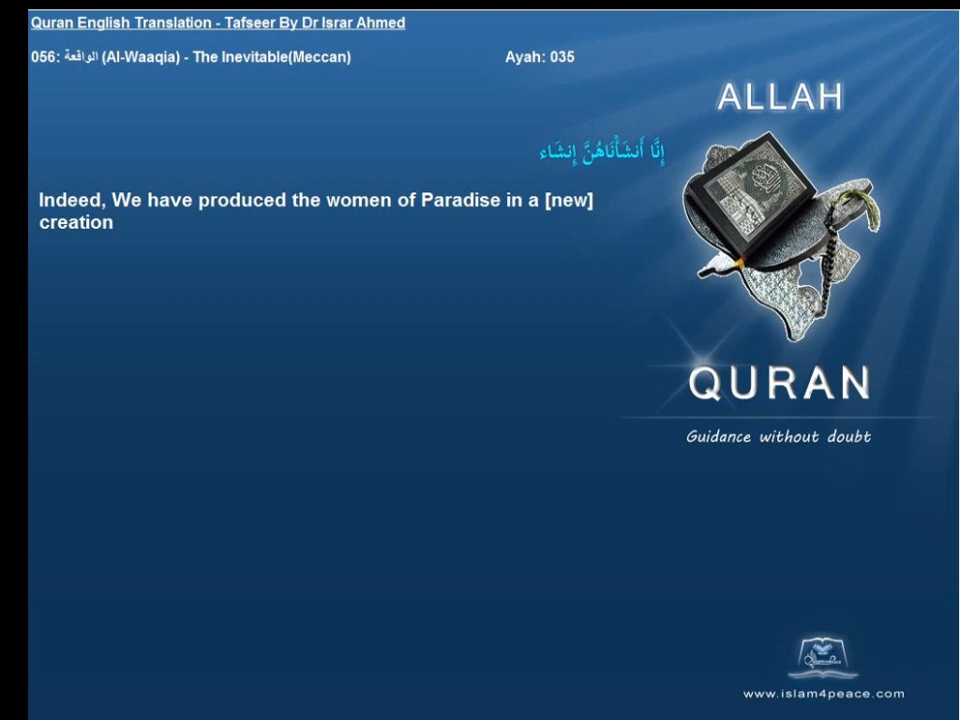 Quran English Translation - Tafseer By Dr Israr Ahmed
056: الواقعة (Al-Waaqia) - The Inevitable(Meccan) Ayah: 035
ALLAH
إِنَّا أَنشَأْنَاهُنَّ إِنشَاء
Indeed, We have produced the women of Paradise in a [new]
creation
QURAN
Guidance without doubt
www.islam4peace.com